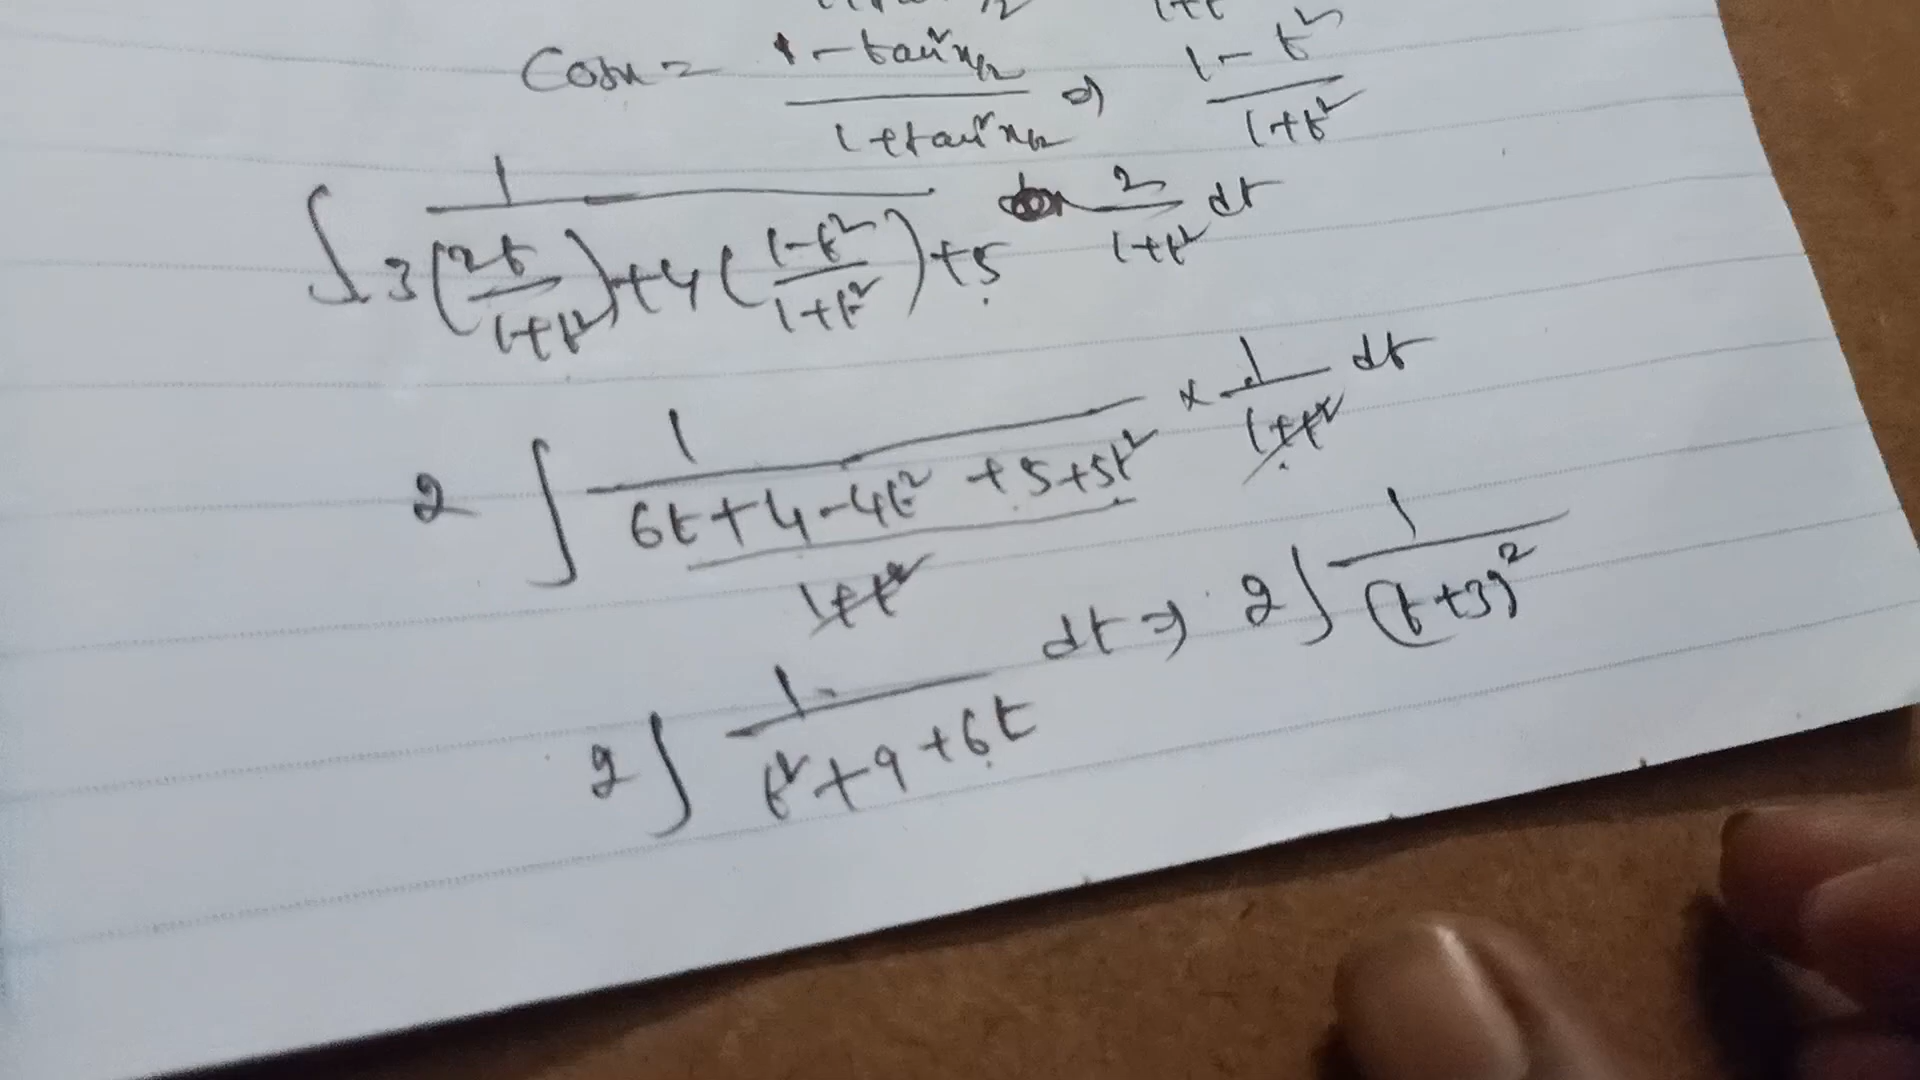 Cosx = 1 - tan²x/2 / 1+tan²x/2 ⇒ 1 - t² / 1+t²
∫ 1 / 3(2t/1+t²)+4(1-t²/1+t²)+5 2/1+t² dt
2 ∫ 1 / 6t+4-4t²+5+5t² / 1+t² × 1/1+t² dt
2∫ 1 / t²+9+6t dt ⇒ 2∫ 1/(t+3)²